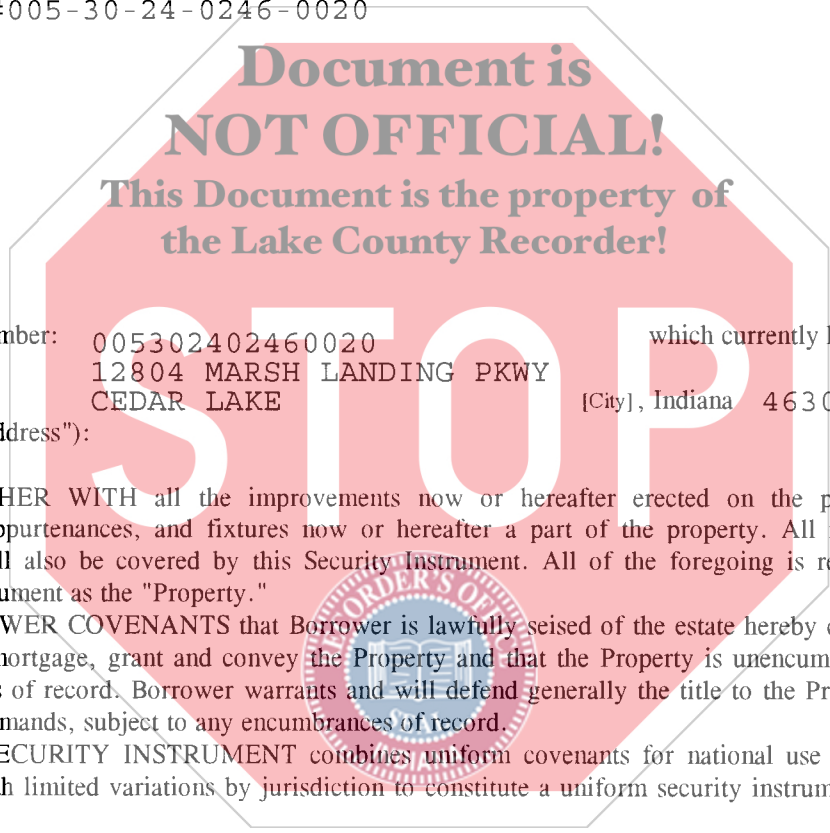 #005-30-24-0246-0020
Document is
NOT OFFICIAL!
This Document is the property of
the Lake County Recorder!
STOP
mber: 005302402460020 which currently
12804 MARSH LANDING PKWY
CEDAR LAKE [City], Indiana 4630
ddress"):
HER WITH all the improvements now or hereafter erected on the p
ppurtenances, and fixtures now or hereafter a part of the property. All
ll also be covered by this Security Instrument. All of the foregoing is re
ument as the "Property."
WER COVENANTS that Borrower is lawfully seised of the estate hereby
nortgage, grant and convey the Property and that the Property is unencum
s of record. Borrower warrants and will defend generally the title to the Pr
mands, subject to any encumbrances of record.
ECURITY INSTRUMENT combines uniform covenants for national use
h limited variations by jurisdiction to constitute a uniform security instrum
RECORDER'S OFFICE
SEAL
INDIANA